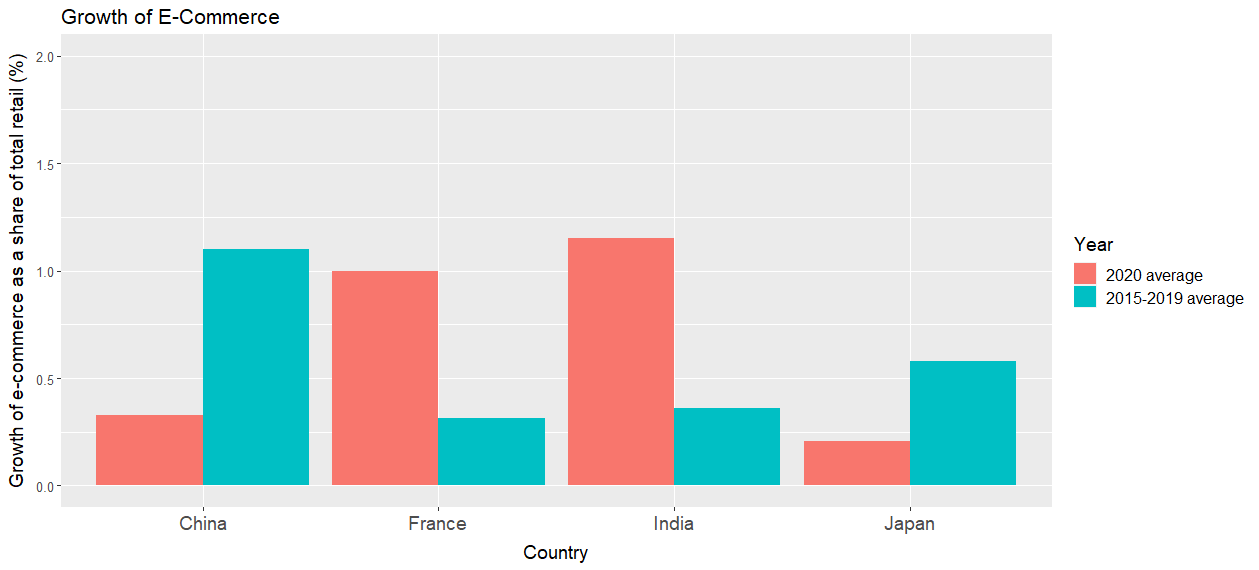 Growth of E-Commerce
Growth of e-commerce as a share of total retail (%)
2.0
1.5
1.0
0.5
0.0
China
France
India
Japan
Country
Year
2020 average
2015-2019 average